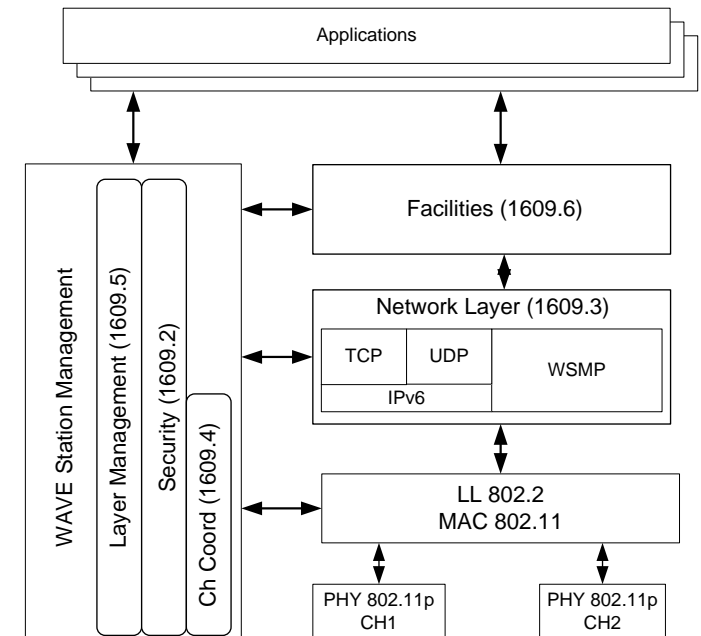 Applications
WAVE Station Management
Layer Management (1609.5)
Security (1609.2)
Ch Coord (1609.4)
Facilities (1609.6)
Network Layer (1609.3)
TCP
UDP
WSMP
IPv6
LL 802.2
MAC 802.11
PHY 802.11p
CH1
PHY 802.11p
CH2